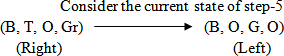 Consider the current state of step-5
(B, T, O, Gr) (B, O, G, O)
(Right) (Left)